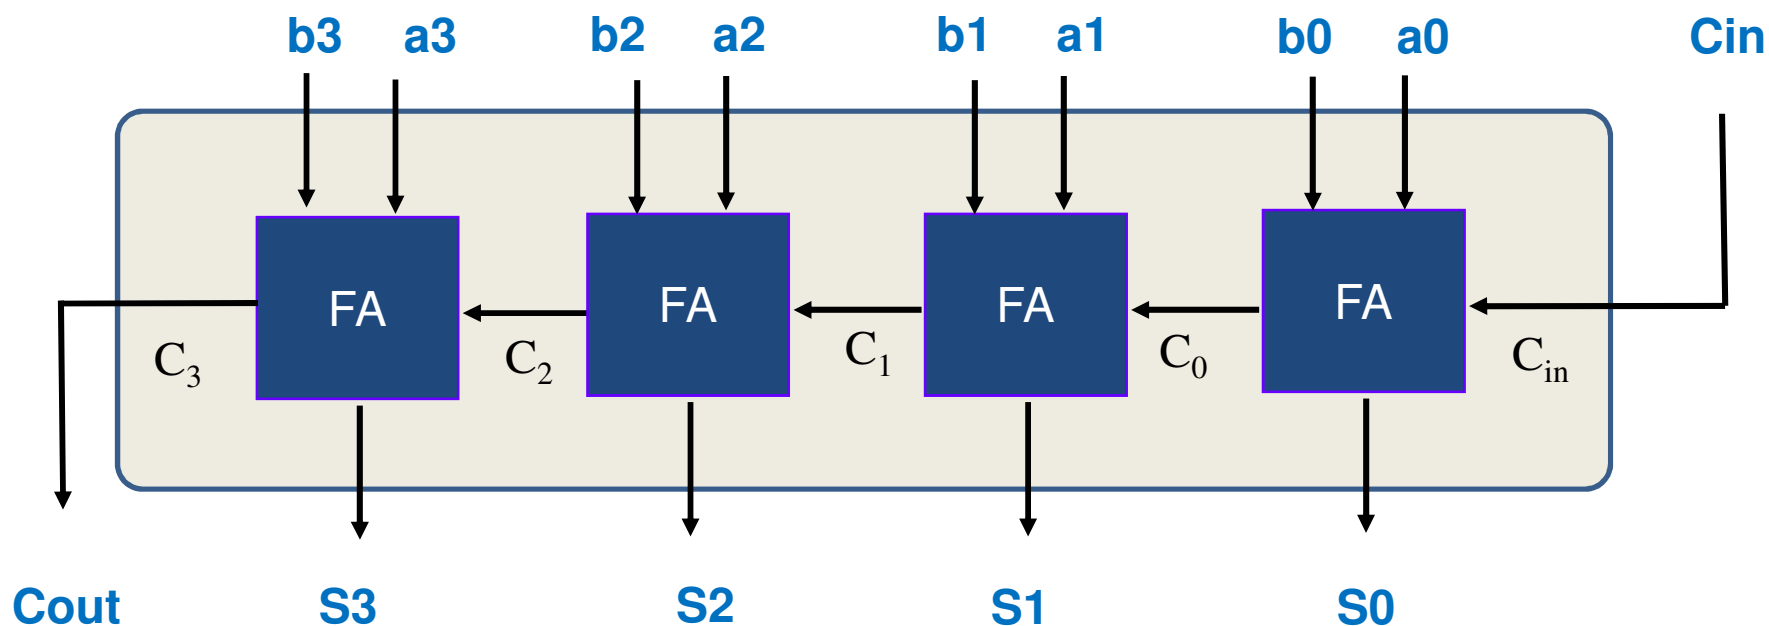 b3 a3 b2 a2 b1 a1 b0 a0 Cin
FA FA FA FA
C3 C2 C1 C0 Cin
Cout S3 S2 S1 S0